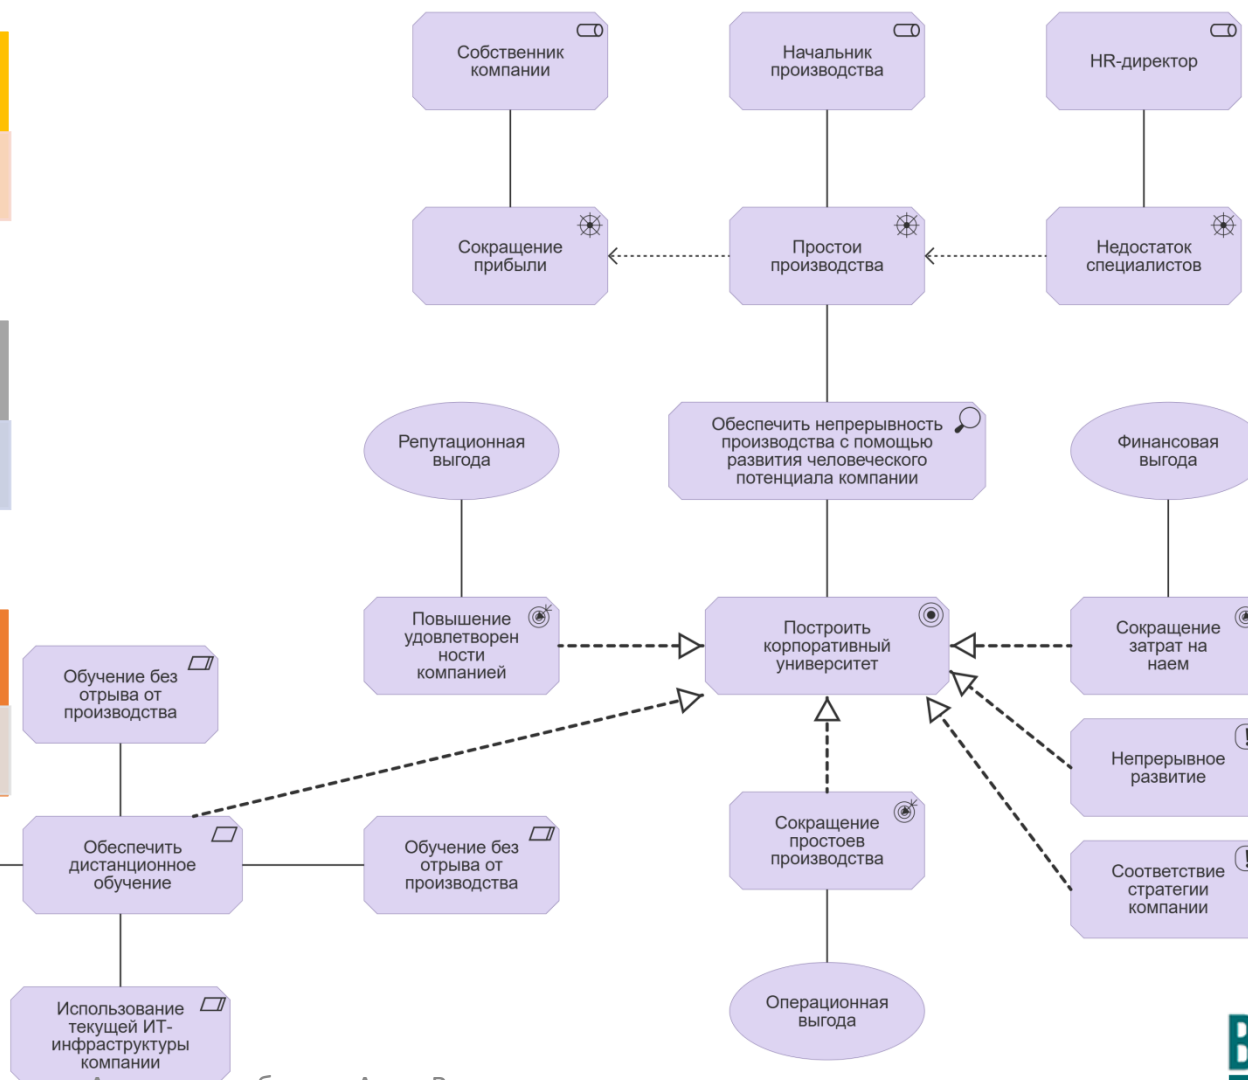 Собственник
компании
Начальник
производства
HR-директор
Сокращение
прибыли
Простои
производства
Недостаток
специалистов
Репутационная
выгода
Обеспечить непрерывность
производства с помощью
развития человеческого
потенциала компании
Финансовая
выгода
Повышение
удовлетворен
ности
компанией
Построить
корпоративный
университет
Сокращение
затрат на
наем
Обучение без
отрыва от
производства
Непрерывное
развитие
Обеспечить
дистанционное
обучение
Обучение без
отрыва от
производства
Сокращение
простоев
производства
Соответствие
стратегии
компании
Использование
текущей ИТ-
инфраструктуры
компании
Операционная
выгода